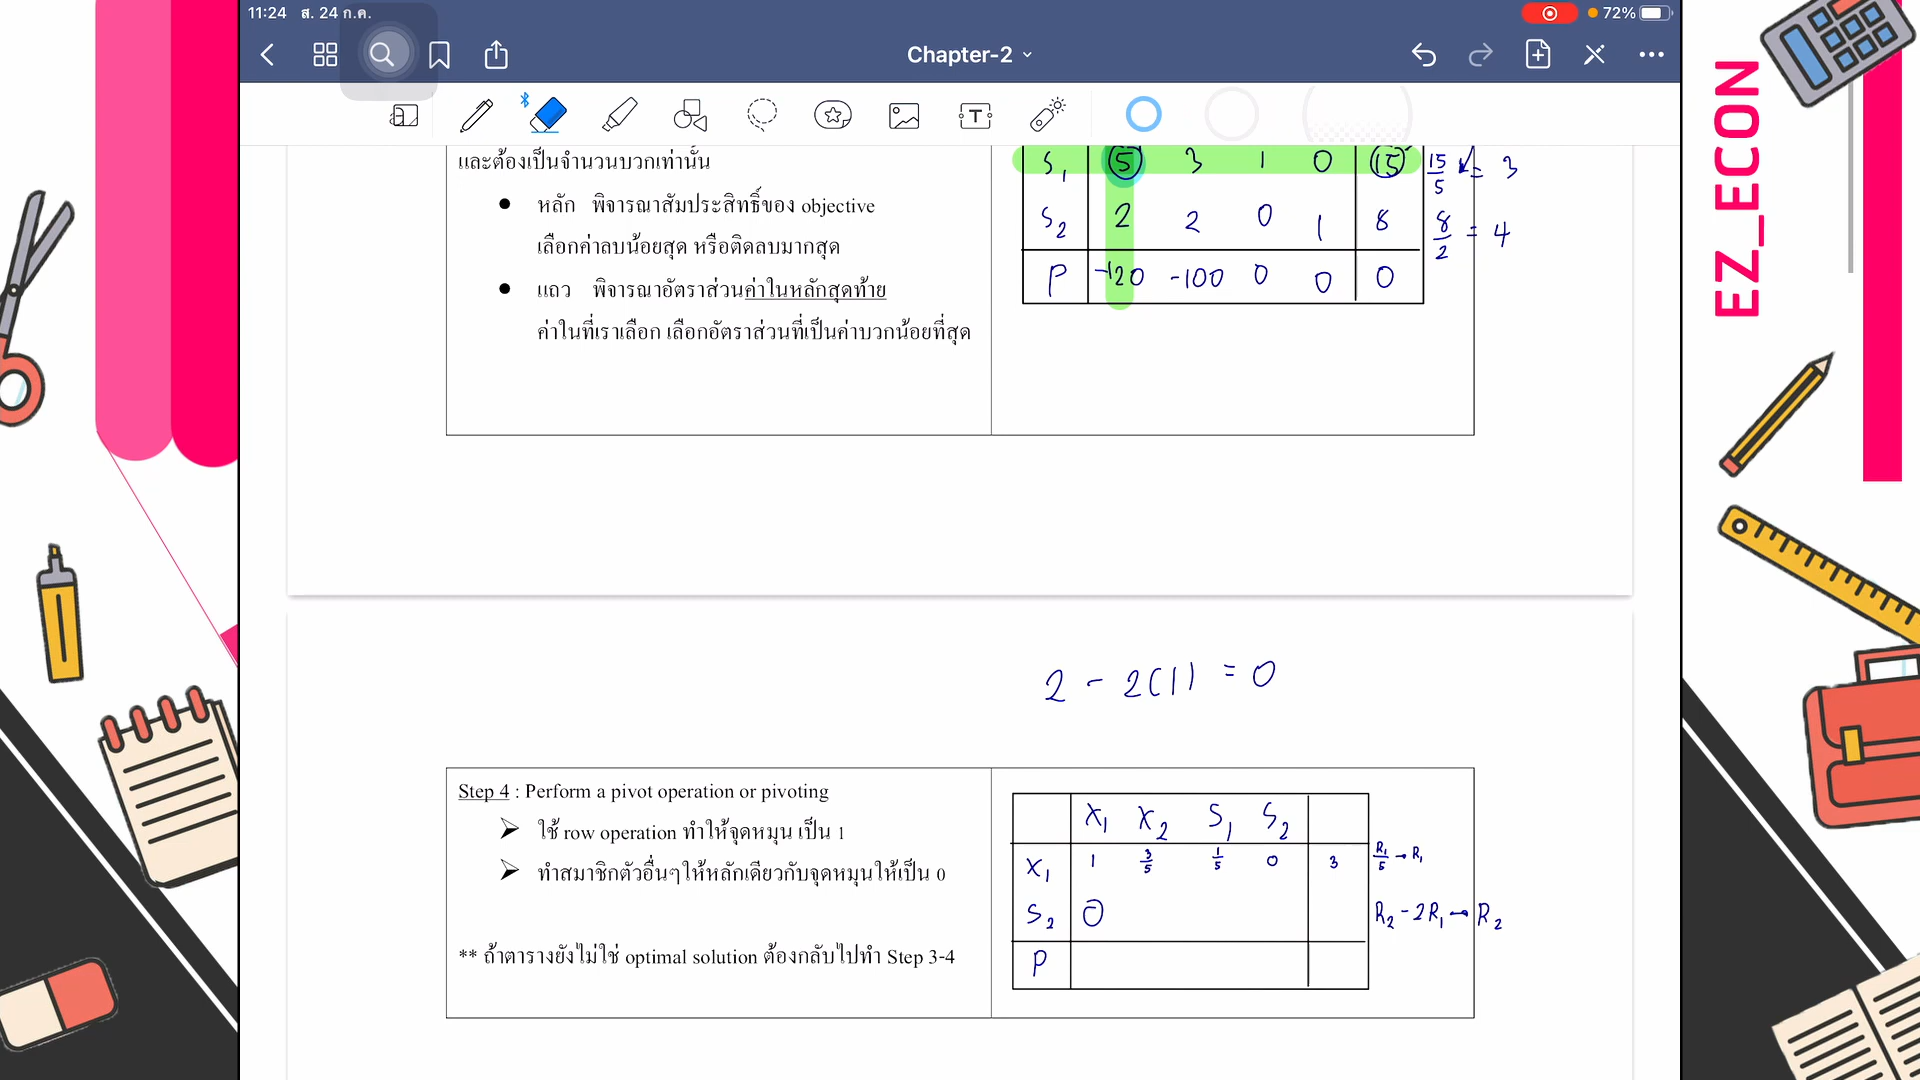 11:24 ส. 24 ก.ค.
72%
Chapter-2
EZ_ECON
และต้องเป็นจำนวนบวกเท่านั้น
● หลัก พิจารณาสัมประสิทธิ์ของ objective
เลือกค่าลบน้อยสุด หรือติดลบมากสุด
● แถว พิจารณาอัตราส่วนค่าในหลักสุดท้าย
ค่าในที่เราเลือก เลือกอัตราส่วนที่เป็นค่าบวกน้อยที่สุด
S₁ 5 3 1 0 15 15/5 = 3
S₂ 2 2 0 1 8 8/2 = 4
P -120 -100 0 0 0
2 - 2(1) = 0
Step 4 : Perform a pivot operation or pivoting
➢ ใช้ row operation ทำให้จุดหมุน เป็น 1
➢ ทำสมาชิกตัวอื่นๆให้หลักเดียวกับจุดหมุนให้เป็น 0
** ถ้าตารางยังไม่ใช่ optimal solution ต้องกลับไปทำ Step 3-4
X₁ X₂ S₁ S₂
X₁ 1 3/5 1/5 0 3 R₁/5 → R₁
S₂ 0 R₂ - 2R₁ → R₂
P